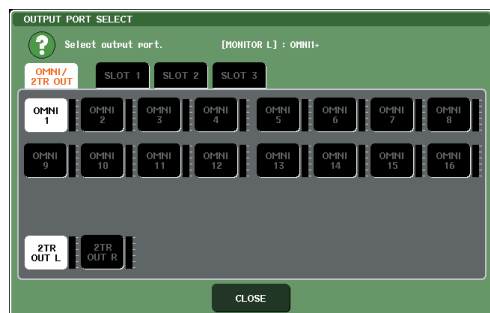 OUTPUT PORT SELECT
? Select output port. [MONITOR L] : OMNI1+
OMNI/
2TR OUT
SLOT 1 SLOT 2 SLOT 3
OMNI
1
OMNI
2
OMNI
3
OMNI
4
OMNI
5
OMNI
6
OMNI
7
OMNI
8
OMNI
9
OMNI
10
OMNI
11
OMNI
12
OMNI
13
OMNI
14
OMNI
15
OMNI
16
2TR
OUT L
2TR
OUT R
CLOSE